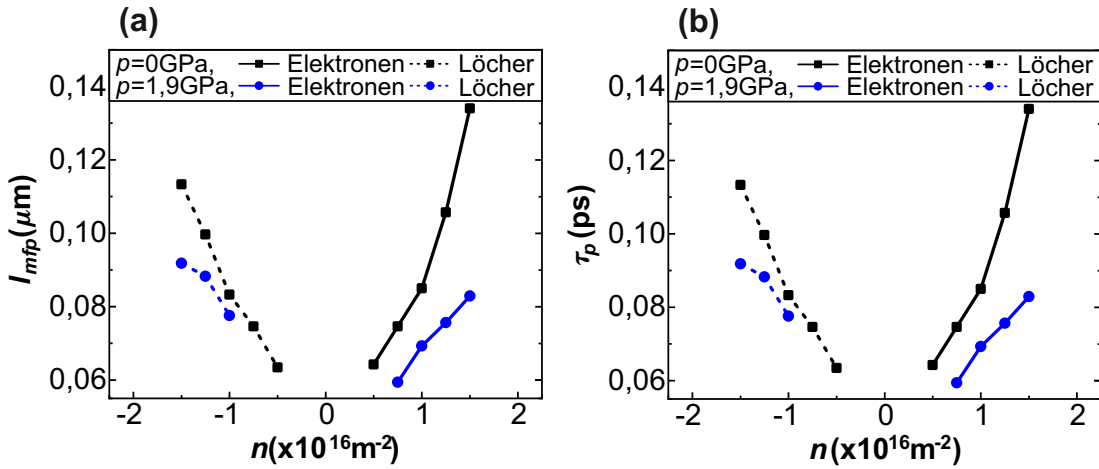 (a)
p=0GPa, Elektronen Löcher
p=1,9GPa, Elektronen Löcher
0,14
0,12
0,10
0,08
0,06
l_mfp(μm)
-2 -1 0 1 2
n(x10^16m^-2)
(b)
p=0GPa, Elektronen Löcher
p=1,9GPa, Elektronen Löcher
0,14
0,12
0,10
0,08
0,06
τ_p(ps)
-2 -1 0 1 2
n(x10^16m^-2)